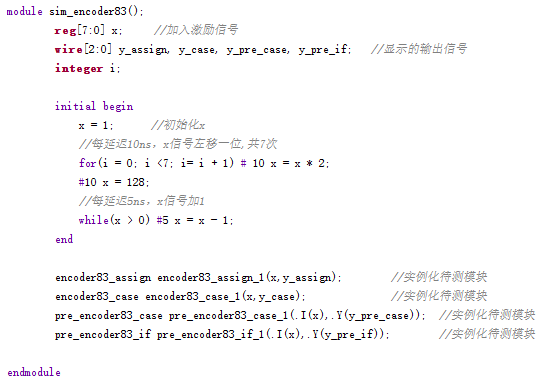 module sim_encoder83();
reg[7:0] x;    //加入激励信号
wire[2:0] y_assign, y_case, y_pre_case, y_pre_if;    //显示的输出信号
integer i;
initial begin
x = 1;    //初始化x
//每延迟10ns，x信号左移一位,共7次
for(i = 0; i <7; i= i + 1) # 10 x = x * 2;
#10 x = 128;
//每延迟5ns，x信号加1
while(x > 0) #5 x = x - 1;
end
encoder83_assign encoder83_assign_1(x,y_assign);    //实例化待测模块
encoder83_case encoder83_case_1(x,y_case);    //实例化待测模块
pre_encoder83_case pre_encoder83_case_1(.I(x),.Y(y_pre_case));    //实例化待测模块
pre_encoder83_if pre_encoder83_if_1(.I(x),.Y(y_pre_if));    //实例化待测模块
endmodule